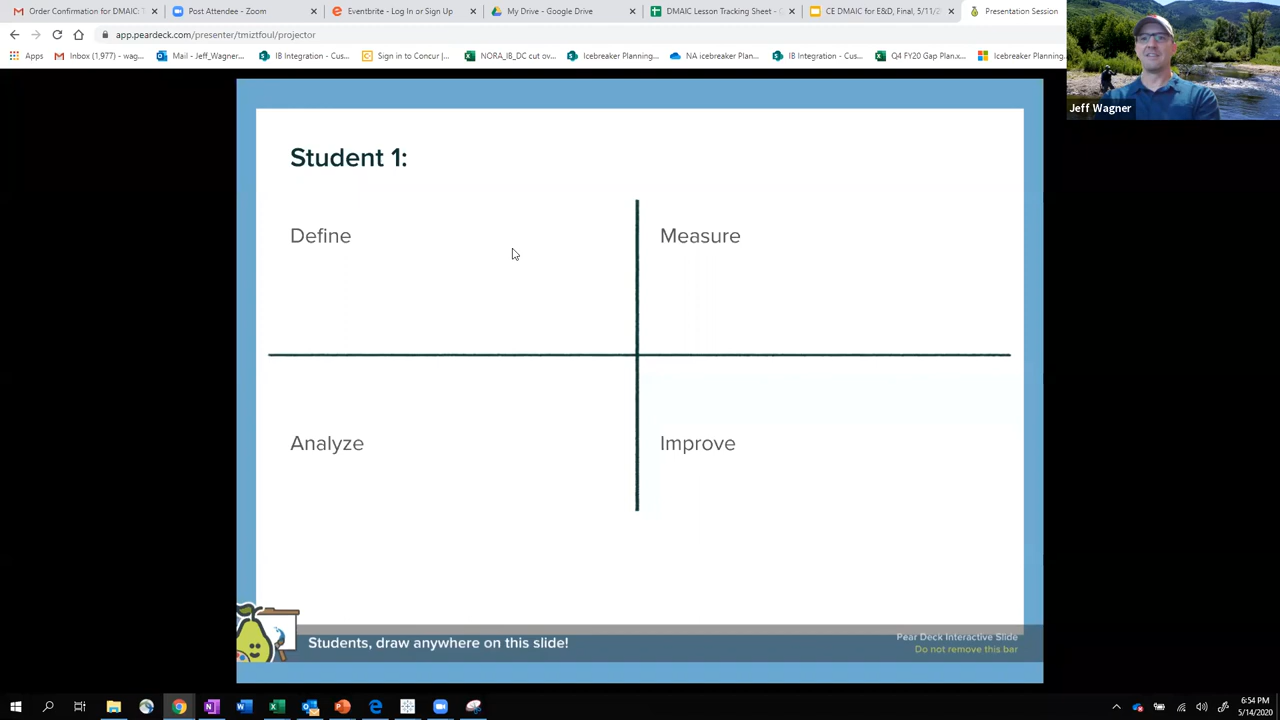 Order Confirmation for DMAIC: T
Post Attendee - Zoom
Eventbrite - Log In or Sign Up
My Drive - Google Drive
DMAIC Lesson Tracking Sheet - G
CE DMAIC for E&D, Final, 5/11/2
Presentation Session
app.peardeck.com/presenter/tmiztfoul/projector
Apps
Inbox (1,977) - wag...
Mail - Jeff_Wagner...
IB Integration - Cus...
Sign in to Concur |...
NORA_IB_DC cut ov...
Icebreaker Planning...
NA icebreaker Plan...
IB Integration - Cus...
Q4 FY20 Gap Plan.x...
Icebreaker Planning
Jeff Wagner
Student 1:
Define
Measure
Analyze
Improve
Students, draw anywhere on this slide!
Pear Deck Interactive Slide
Do not remove this bar
6:54 PM
5/14/2020